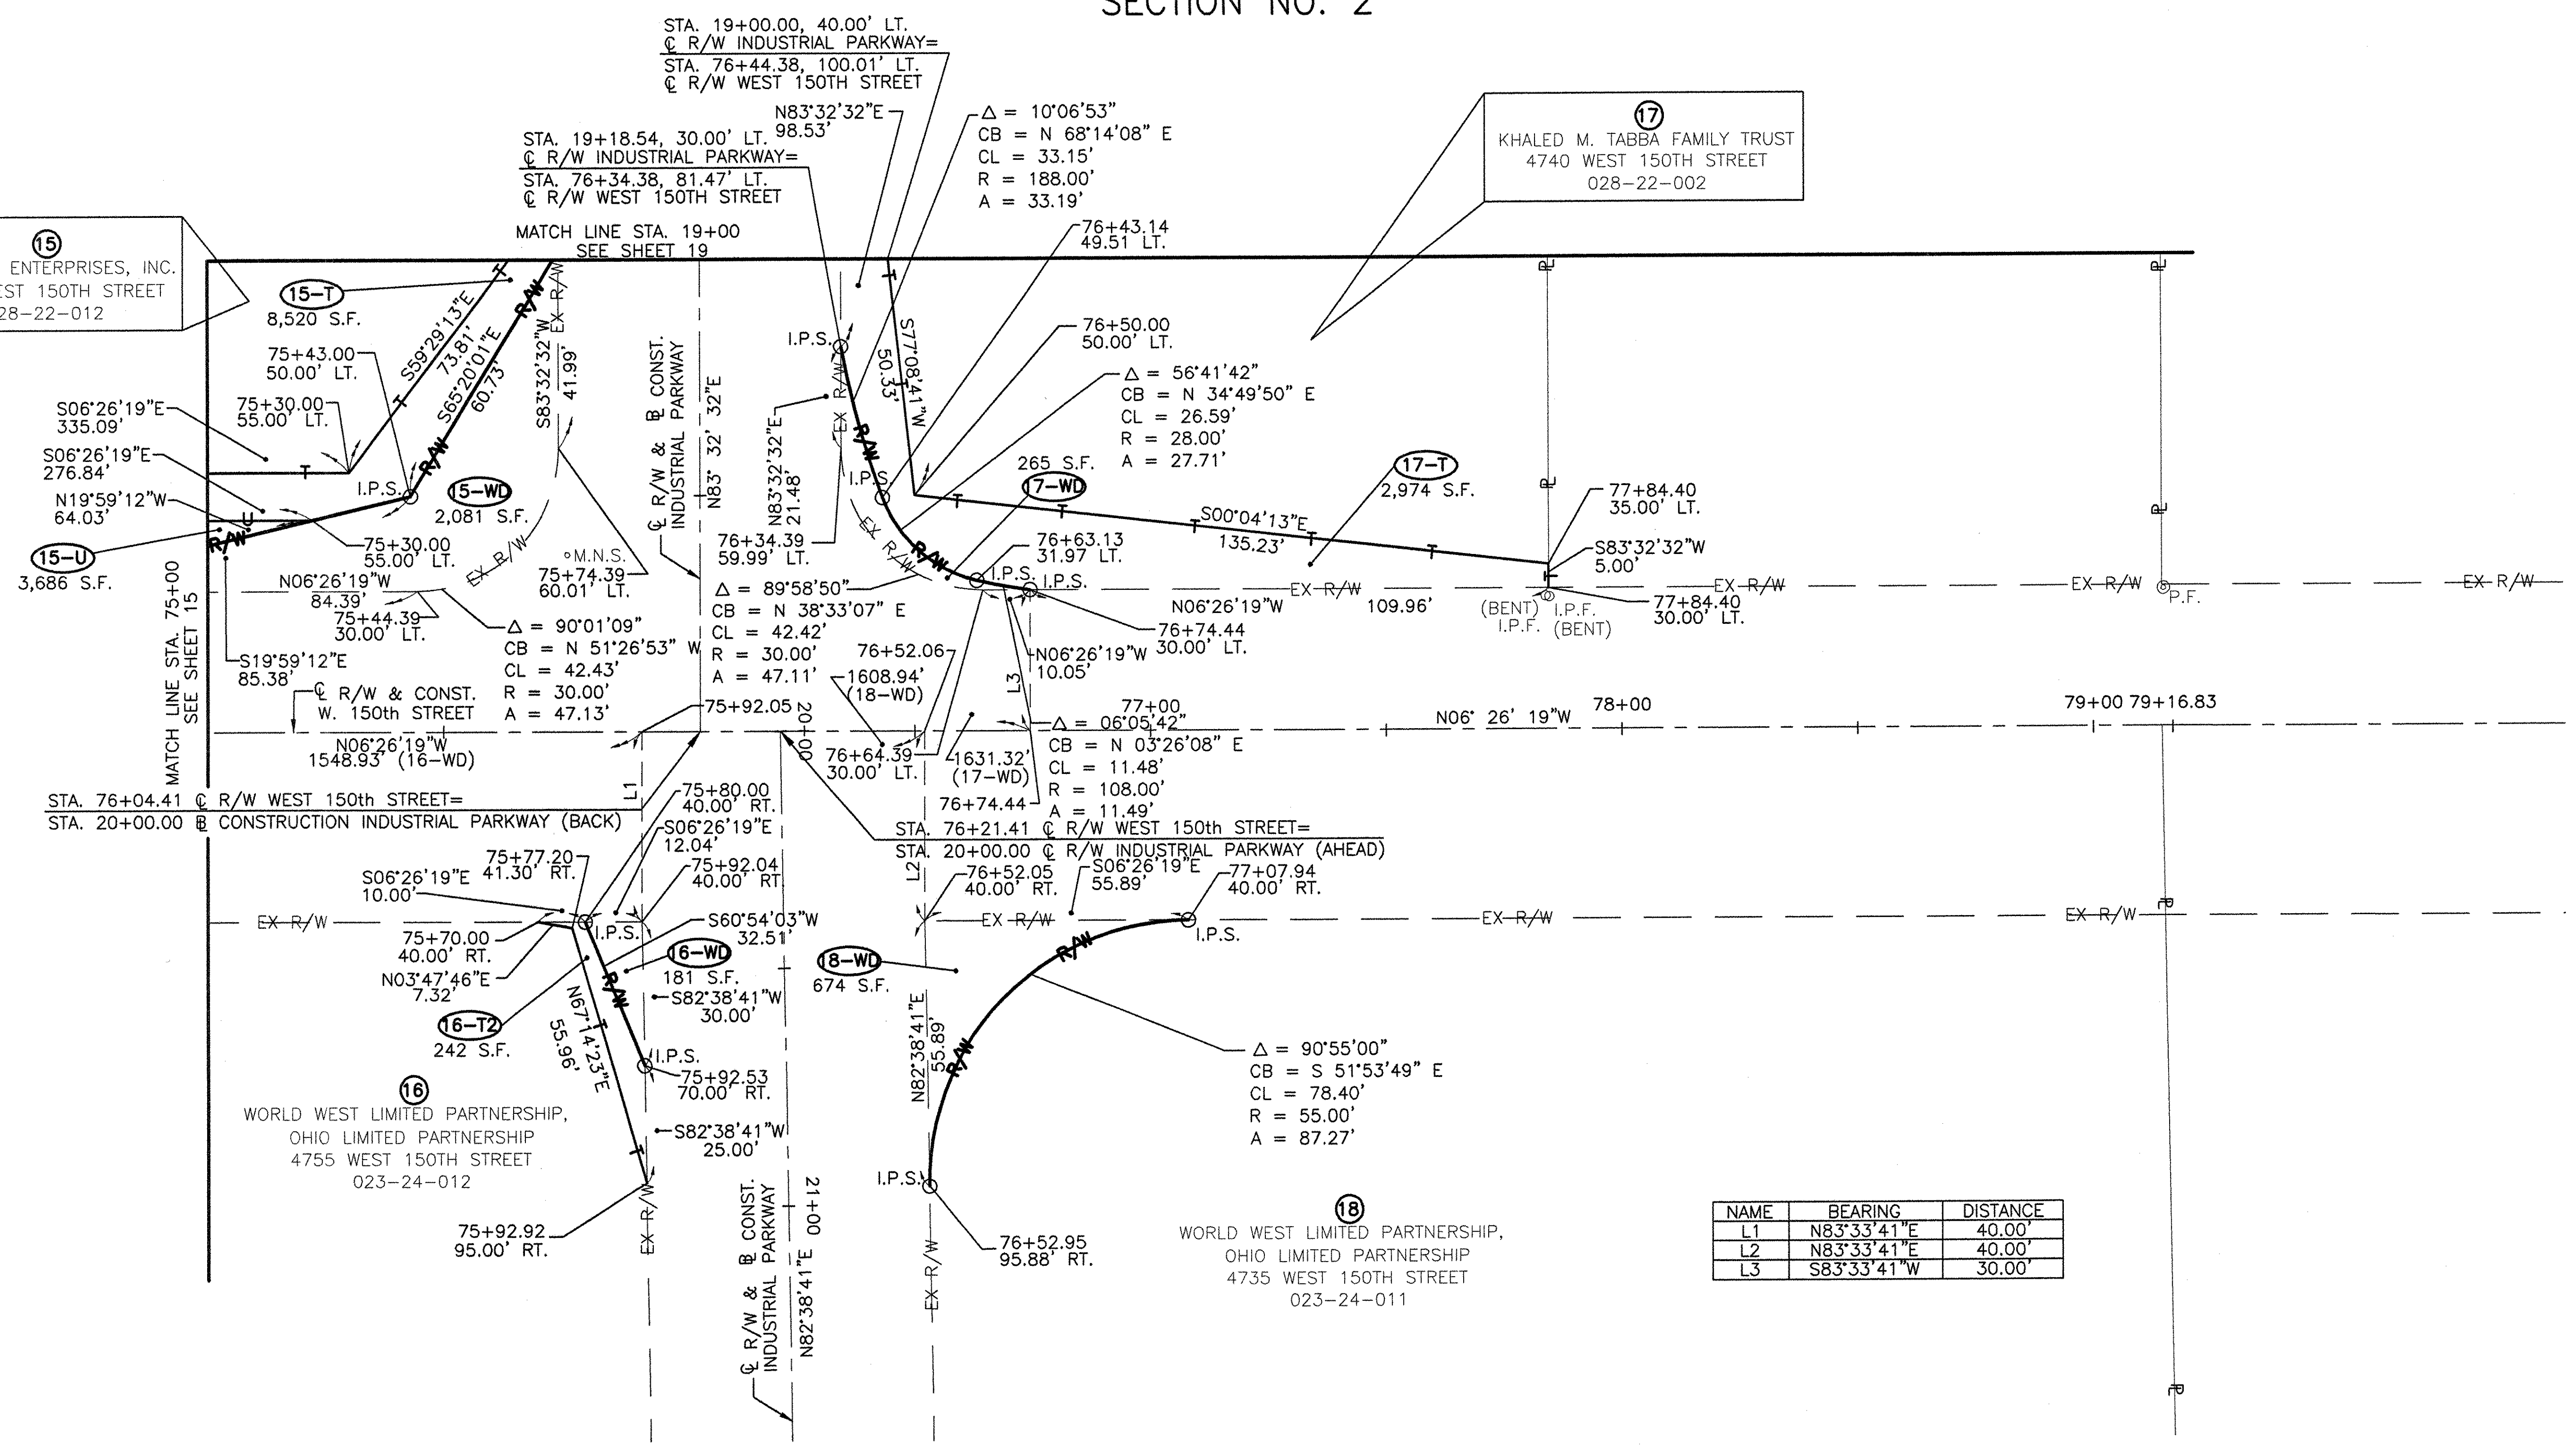 SECTION NO. 2
STA. 19+00.00, 40.00' LT.
℄ R/W INDUSTRIAL PARKWAY=
STA. 76+44.38, 100.01' LT.
℄ R/W WEST 150TH STREET
N83°32'32"E
98.53'
STA. 19+18.54, 30.00' LT.
℄ R/W INDUSTRIAL PARKWAY=
STA. 76+34.38, 81.47' LT.
℄ R/W WEST 150TH STREET
Δ = 10°06'53"
CB = N 68°14'08" E
CL = 33.15'
R = 188.00'
A = 33.19'
17
KHALED M. TABBA FAMILY TRUST
4740 WEST 150TH STREET
028-22-002
15
ENTERPRISES, INC.
EST 150TH STREET
28-22-012
MATCH LINE STA. 19+00
SEE SHEET 19
76+43.14
49.51 LT.
15-T
8,520 S.F.
75+43.00
50.00' LT.
S59°29'13"E
73.81'
S65°20'01"E
60.73'
R/W
R/W
EX R/W
S83°32'32"W
41.99'
℄ R/W & BL CONST.
INDUSTRIAL PARKWAY
N83° 32' 32"E
I.P.S.
EX R/W
N83°32'32"E
21.48'
S77°08'41"W
50.33'
76+50.00
50.00' LT.
Δ = 56°41'42"
CB = N 34°49'50" E
CL = 26.59'
R = 28.00'
A = 27.71'
S06°26'19"E
335.09'
75+30.00
55.00' LT.
S06°26'19"E
276.84'
N19°59'12"W
64.03'
I.P.S.
15-WD
2,081 S.F.
15-U
3,686 S.F.
U
R/W
75+30.00
55.00' LT.
EX R/W
M.N.S.
75+74.39
60.01' LT.
R/W
I.P.S.
EX R/W
R/W
265 S.F.
17-WD
17-T
2,974 S.F.
77+84.40
35.00' LT.
S00°04'13"E
135.23'
S83°32'32"W
5.00'
76+34.39
59.99' LT.
76+63.13
31.97 LT.
I.P.S.
I.P.S.
N06°26'19"W
84.39'
75+44.39
30.00' LT.
Δ = 90°01'09"
CB = N 51°26'53" W
CL = 42.43'
R = 30.00'
A = 47.13'
Δ = 89°58'50"
CB = N 38°33'07" E
CL = 42.42'
R = 30.00'
A = 47.11'
EX R/W
N06°26'19"W
109.96'
76+74.44
30.00' LT.
(BENT) I.P.F.
I.P.F. (BENT)
77+84.40
30.00' LT.
EX R/W
EX R/W
P.F.
EX R/W
MATCH LINE STA. 75+00
SEE SHEET 15
S19°59'12"E
85.38'
℄ R/W & CONST.
W. 150th STREET
N06°26'19"W
1548.93' (16-WD)
75+92.05
20+00
76+52.06
1608.94'
(18-WD)
76+64.39
30.00' LT.
1631.32'
(17-WD)
76+74.44
N06°26'19"W
10.05'
L3
77+00
Δ = 06°05'42"
CB = N 03°26'08" E
CL = 11.48'
R = 108.00'
A = 11.49'
N06° 26' 19"W
78+00
79+00 79+16.83
STA. 76+04.41 ℄ R/W WEST 150th STREET=
STA. 20+00.00 BL CONSTRUCTION INDUSTRIAL PARKWAY (BACK)
L1
75+80.00
40.00' RT.
S06°26'19"E
12.04'
75+92.04
40.00' RT
STA. 76+21.41 ℄ R/W WEST 150th STREET=
STA. 20+00.00 ℄ R/W INDUSTRIAL PARKWAY (AHEAD)
L2
76+52.05
40.00' RT.
S06°26'19"E
55.89'
77+07.94
40.00' RT.
75+77.20
41.30' RT.
S06°26'19"E
10.00'
EX R/W
75+70.00
40.00' RT.
N03°47'46"E
7.32'
I.P.S.
S60°54'03"W
32.51'
16-WD
181 S.F.
R/W
S82°38'41"W
30.00'
18-WD
674 S.F.
EX R/W
R/W
I.P.S.
EX R/W
EX R/W
16-T2
242 S.F.
N67°14'23"E
55.96'
I.P.S.
75+92.53
70.00' RT.
N82°38'41"E
55.89'
R/W
Δ = 90°55'00"
CB = S 51°53'49" E
CL = 78.40'
R = 55.00'
A = 87.27'
16
WORLD WEST LIMITED PARTNERSHIP,
OHIO LIMITED PARTNERSHIP
4755 WEST 150TH STREET
023-24-012
S82°38'41"W
25.00'
I.P.S.
75+92.92
95.00' RT.
EX R/W
℄ R/W & BL CONST.
INDUSTRIAL PARKWAY
21+00
N82°38'41"E
EX R/W
76+52.95
95.88' RT.
18
WORLD WEST LIMITED PARTNERSHIP,
OHIO LIMITED PARTNERSHIP
4735 WEST 150TH STREET
023-24-011
NAME BEARING DISTANCE
L1 N83°33'41"E 40.00'
L2 N83°33'41"E 40.00'
L3 S83°33'41"W 30.00'